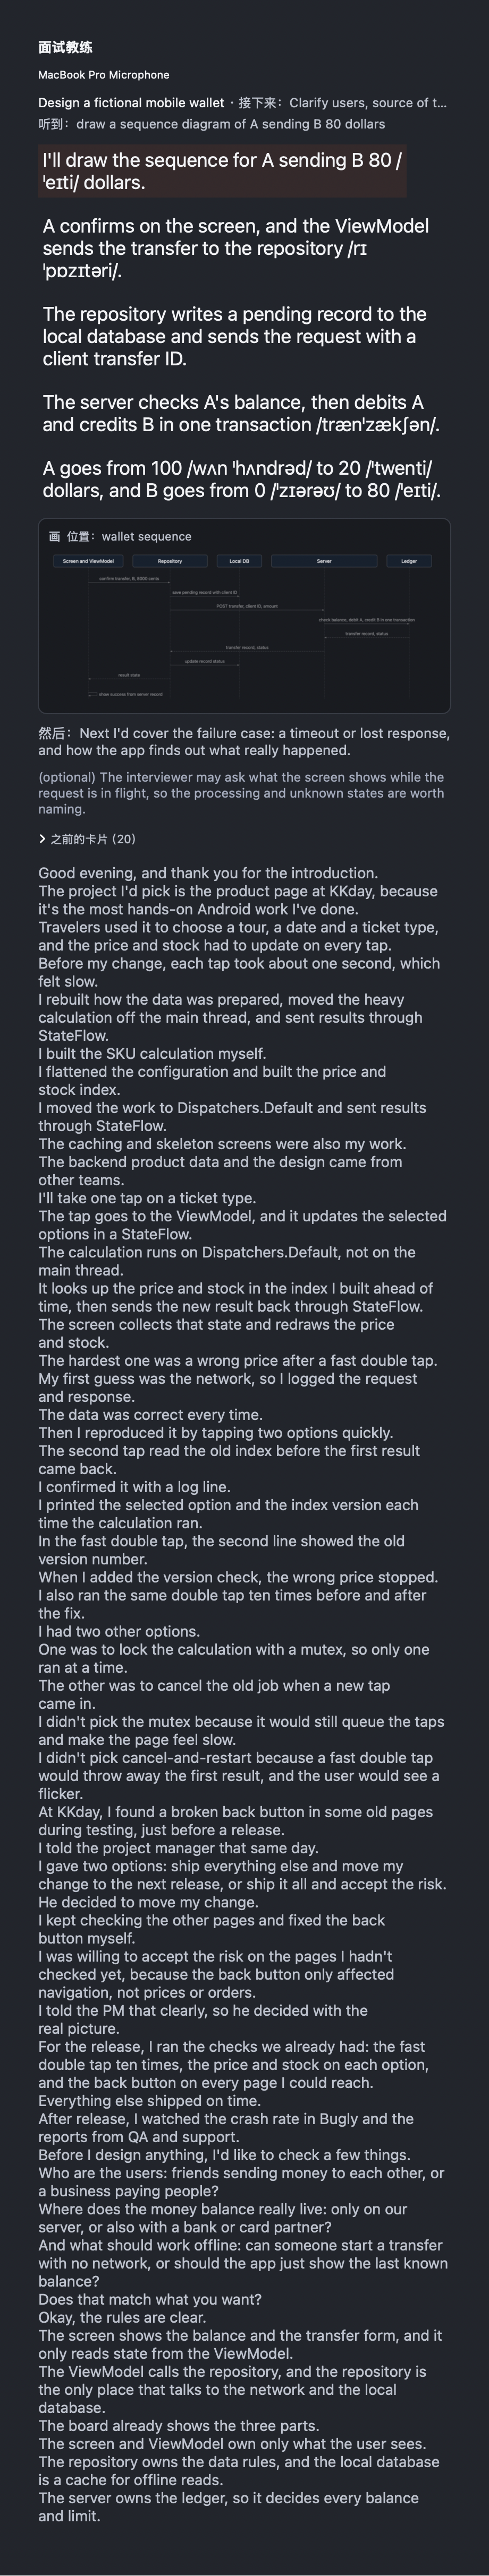 面试教练
MacBook Pro Microphone
Design a fictional mobile wallet · 接下来：Clarify users, source of t...
听到：draw a sequence diagram of A sending B 80 dollars
I'll draw the sequence for A sending B 80 /
ˈeɪti/ dollars.
A confirms on the screen, and the ViewModel
sends the transfer to the repository /rɪ
ˈpɒzɪtəri/.
The repository writes a pending record to the
local database and sends the request with a
client transfer ID.
The server checks A's balance, then debits A
and credits B in one transaction /trænˈzækʃən/.
A goes from 100 /wʌn ˈhʌndrəd/ to 20 /ˈtwenti/
dollars, and B goes from 0 /ˈzɪərəʊ/ to 80 /ˈeɪti/.
画 位置：wallet sequence
Screen and ViewModel Repository Local DB Server Ledger
confirm transfer, B, 8000 cents
save pending record with client ID
POST transfer, client ID, amount
check balance, debit A, credit B in one transaction
transfer record, status
transfer record, status
update record status
result state
show success from server record
然后：Next I'd cover the failure case: a timeout or lost response,
and how the app finds out what really happened.
(optional) The interviewer may ask what the screen shows while the
request is in flight, so the processing and unknown states are worth
naming.
之前的卡片 (20)
Good evening, and thank you for the introduction.
The project I'd pick is the product page at KKday, because
it's the most hands-on Android work I've done.
Travelers used it to choose a tour, a date and a ticket type,
and the price and stock had to update on every tap.
Before my change, each tap took about one second, which
felt slow.
I rebuilt how the data was prepared, moved the heavy
calculation off the main thread, and sent results through
StateFlow.
I built the SKU calculation myself.
I flattened the configuration and built the price and
stock index.
I moved the work to Dispatchers.Default and sent results
through StateFlow.
The caching and skeleton screens were also my work.
The backend product data and the design came from
other teams.
I'll take one tap on a ticket type.
The tap goes to the ViewModel, and it updates the selected
options in a StateFlow.
The calculation runs on Dispatchers.Default, not on the
main thread.
It looks up the price and stock in the index I built ahead of
time, then sends the new result back through StateFlow.
The screen collects that state and redraws the price
and stock.
The hardest one was a wrong price after a fast double tap.
My first guess was the network, so I logged the request
and response.
The data was correct every time.
Then I reproduced it by tapping two options quickly.
The second tap read the old index before the first result
came back.
I confirmed it with a log line.
I printed the selected option and the index version each
time the calculation ran.
In the fast double tap, the second line showed the old
version number.
When I added the version check, the wrong price stopped.
I also ran the same double tap ten times before and after
the fix.
I had two other options.
One was to lock the calculation with a mutex, so only one
ran at a time.
The other was to cancel the old job when a new tap
came in.
I didn't pick the mutex because it would still queue the taps
and make the page feel slow.
I didn't pick cancel-and-restart because a fast double tap
would throw away the first result, and the user would see a
flicker.
At KKday, I found a broken back button in some old pages
during testing, just before a release.
I told the project manager that same day.
I gave two options: ship everything else and move my
change to the next release, or ship it all and accept the risk.
He decided to move my change.
I kept checking the other pages and fixed the back
button myself.
I was willing to accept the risk on the pages I hadn't
checked yet, because the back button only affected
navigation, not prices or orders.
I told the PM that clearly, so he decided with the
real picture.
For the release, I ran the checks we already had: the fast
double tap ten times, the price and stock on each option,
and the back button on every page I could reach.
Everything else shipped on time.
After release, I watched the crash rate in Bugly and the
reports from QA and support.
Before I design anything, I'd like to check a few things.
Who are the users: friends sending money to each other, or
a business paying people?
Where does the money balance really live: only on our
server, or also with a bank or card partner?
And what should work offline: can someone start a transfer
with no network, or should the app just show the last known
balance?
Does that match what you want?
Okay, the rules are clear.
The screen shows the balance and the transfer form, and it
only reads state from the ViewModel.
The ViewModel calls the repository, and the repository is
the only place that talks to the network and the local
database.
The board already shows the three parts.
The screen and ViewModel own only what the user sees.
The repository owns the data rules, and the local database
is a cache for offline reads.
The server owns the ledger, so it decides every balance
and limit.